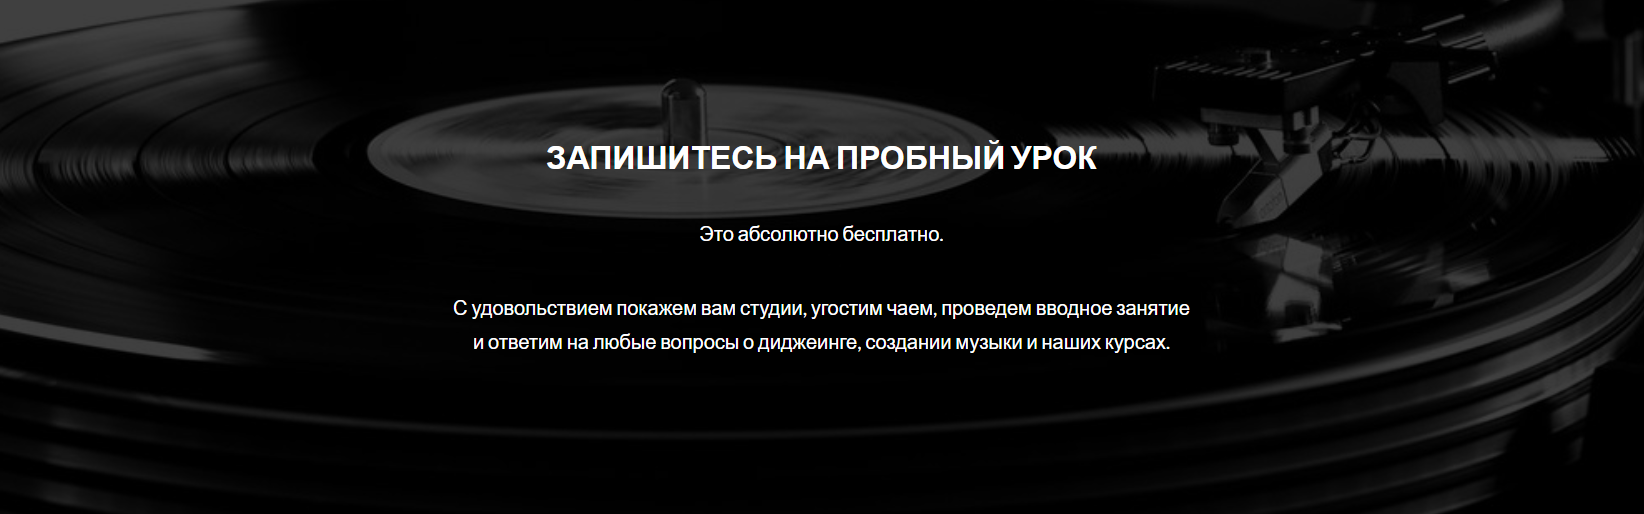 ЗАПИШИТЕСЬ НА ПРОБНЫЙ УРОК
Это абсолютно бесплатно.
С удовольствием покажем вам студии, угостим чаем, проведем вводное занятие
и ответим на любые вопросы о диджеинге, создании музыки и наших курсах.